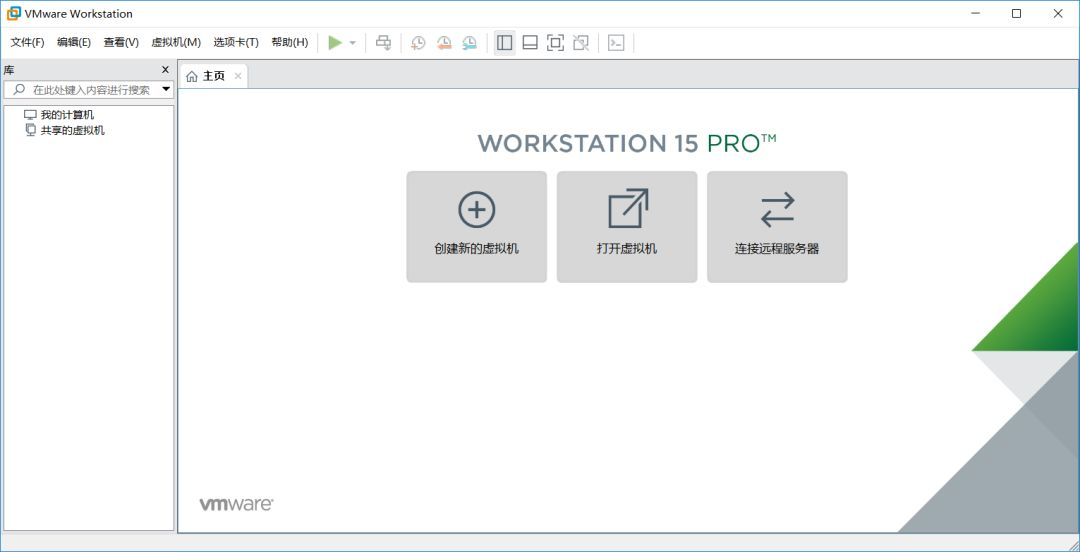 VMware Workstation
文件(F) 编辑(E) 查看(V) 虚拟机(M) 选项卡(T) 帮助(H)
库
在此处键入内容进行搜索
我的计算机
共享的虚拟机
主页
WORKSTATION 15 PRO™
创建新的虚拟机
打开虚拟机
连接远程服务器
vmware®